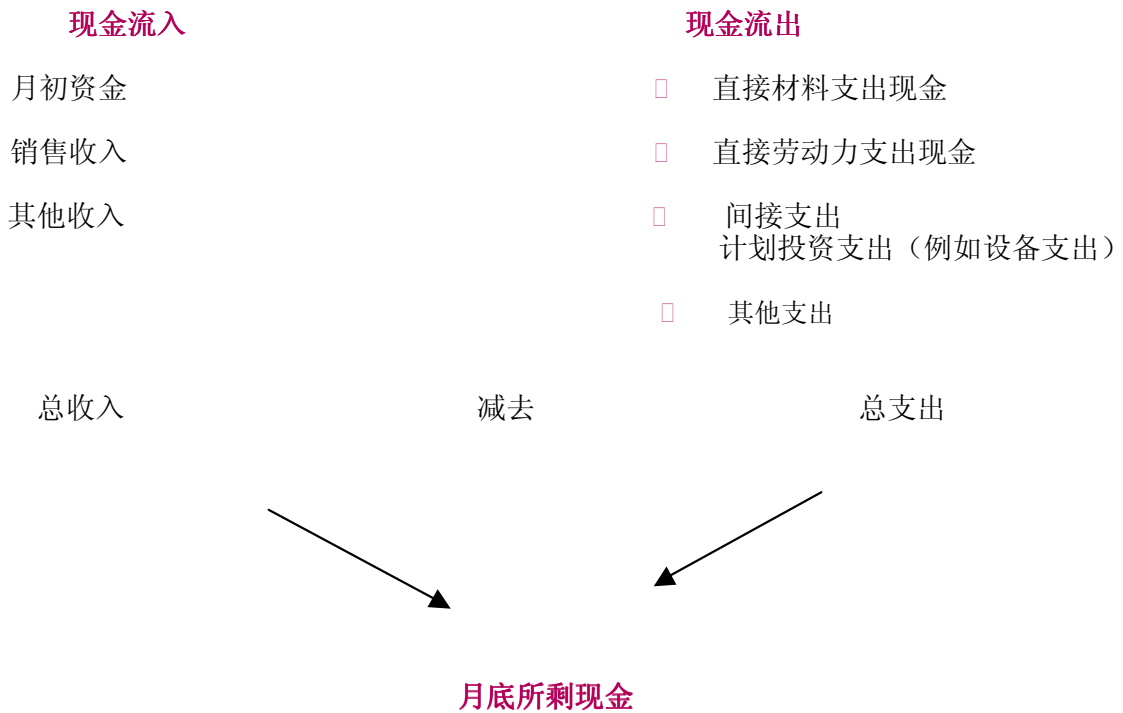 现金流入
现金流出
月初资金
直接材料支出现金
销售收入
直接劳动力支出现金
其他收入
间接支出
计划投资支出（例如设备支出）
其他支出
总收入
减去
总支出
月底所剩现金